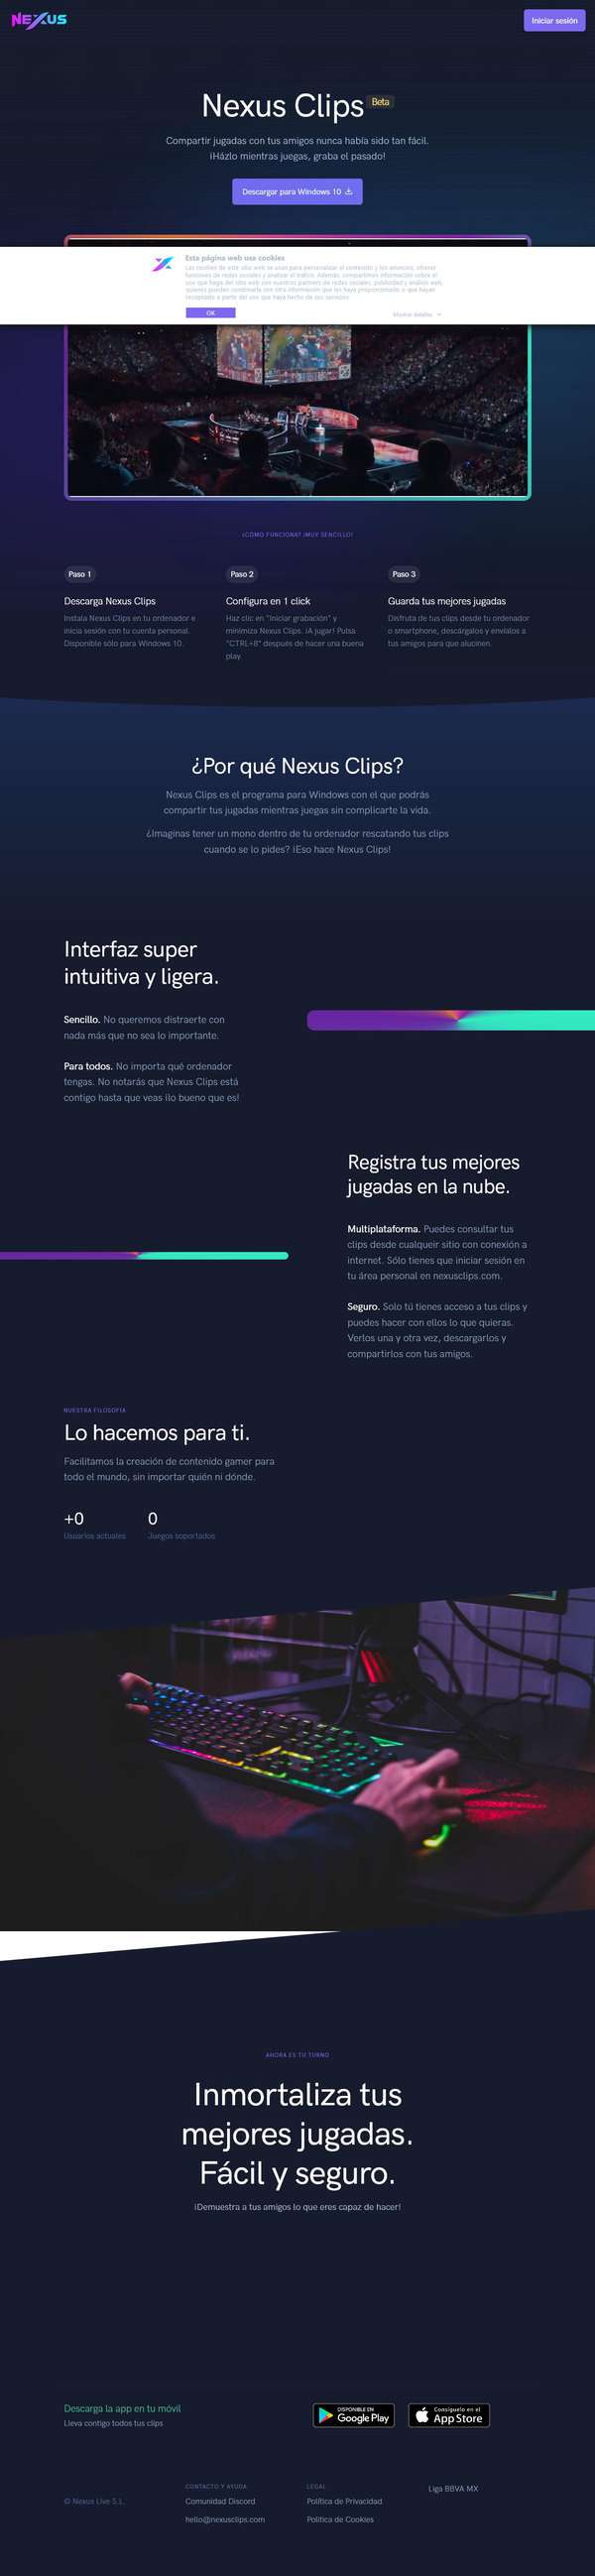 NEXUS
Iniciar sesión
Nexus Clips Beta
Compartir jugadas con tus amigos nunca había sido tan fácil.
¡Házlo mientras juegas, graba el pasado!
Descargar para Windows 10
Esta página web usa cookies
Las cookies de este sitio web se usan para personalizar el contenido y los anuncios, ofrecer
funciones de redes sociales y analizar el tráfico. Además, compartimos información sobre el
uso que haga del sitio web con nuestros partners de redes sociales, publicidad y análisis web,
quienes pueden combinarla con otra información que les haya proporcionado o que hayan
recopilado a partir del uso que haya hecho de sus servicios.
OK
Mostrar detalles
¿CÓMO FUNCIONA? ¡MUY SENCILLO!
Paso 1
Descarga Nexus Clips
Instala Nexus Clips en tu ordenador e
inicia sesión con tu cuenta personal.
Disponible sólo para Windows 10.
Paso 2
Configura en 1 click
Haz clic en "Iniciar grabación" y
minimiza Nexus Clips. ¡A jugar! Pulsa
"CTRL+8" después de hacer una buena
play.
Paso 3
Guarda tus mejores jugadas
Disfruta de tus clips desde tu ordenador
o smartphone, descárgalos y envíalos a
tus amigos para que alucinen.
¿Por qué Nexus Clips?
Nexus Clips es el programa para Windows con el que podrás
compartir tus jugadas mientras juegas sin complicarte la vida.
¿Imaginas tener un mono dentro de tu ordenador rescatando tus clips
cuando se lo pides? ¡Eso hace Nexus Clips!
Interfaz super
intuitiva y ligera.
Sencillo. No queremos distraerte con
nada más que no sea lo importante.
Para todos. No importa qué ordenador
tengas. No notarás que Nexus Clips está
contigo hasta que veas ¡lo bueno que es!
Registra tus mejores
jugadas en la nube.
Multiplataforma. Puedes consultar tus
clips desde cualqueir sitio con conexión a
internet. Sólo tienes que iniciar sesión en
tu área personal en nexusclips.com.
Seguro. Solo tú tienes acceso a tus clips y
puedes hacer con ellos lo que quieras.
Verlos una y otra vez, descargarlos y
compartirlos con tus amigos.
NUESTRA FILOSOFÍA
Lo hacemos para ti.
Facilitamos la creación de contenido gamer para
todo el mundo, sin importar quién ni dónde.
+0
Usuarios actuales
0
Juegos soportados
AHORA ES TU TURNO
Inmortaliza tus
mejores jugadas.
Fácil y seguro.
¡Demuestra a tus amigos lo que eres capaz de hacer!
Descarga la app en tu móvil
Lleva contigo todos tus clips
DISPONIBLE EN
Google Play
Consíguelo en el
App Store
© Nexus Live S.L.
CONTACTO Y AYUDA
Comunidad Discord
hello@nexusclips.com
LEGAL
Política de Privacidad
Política de Cookies
Liga BBVA MX